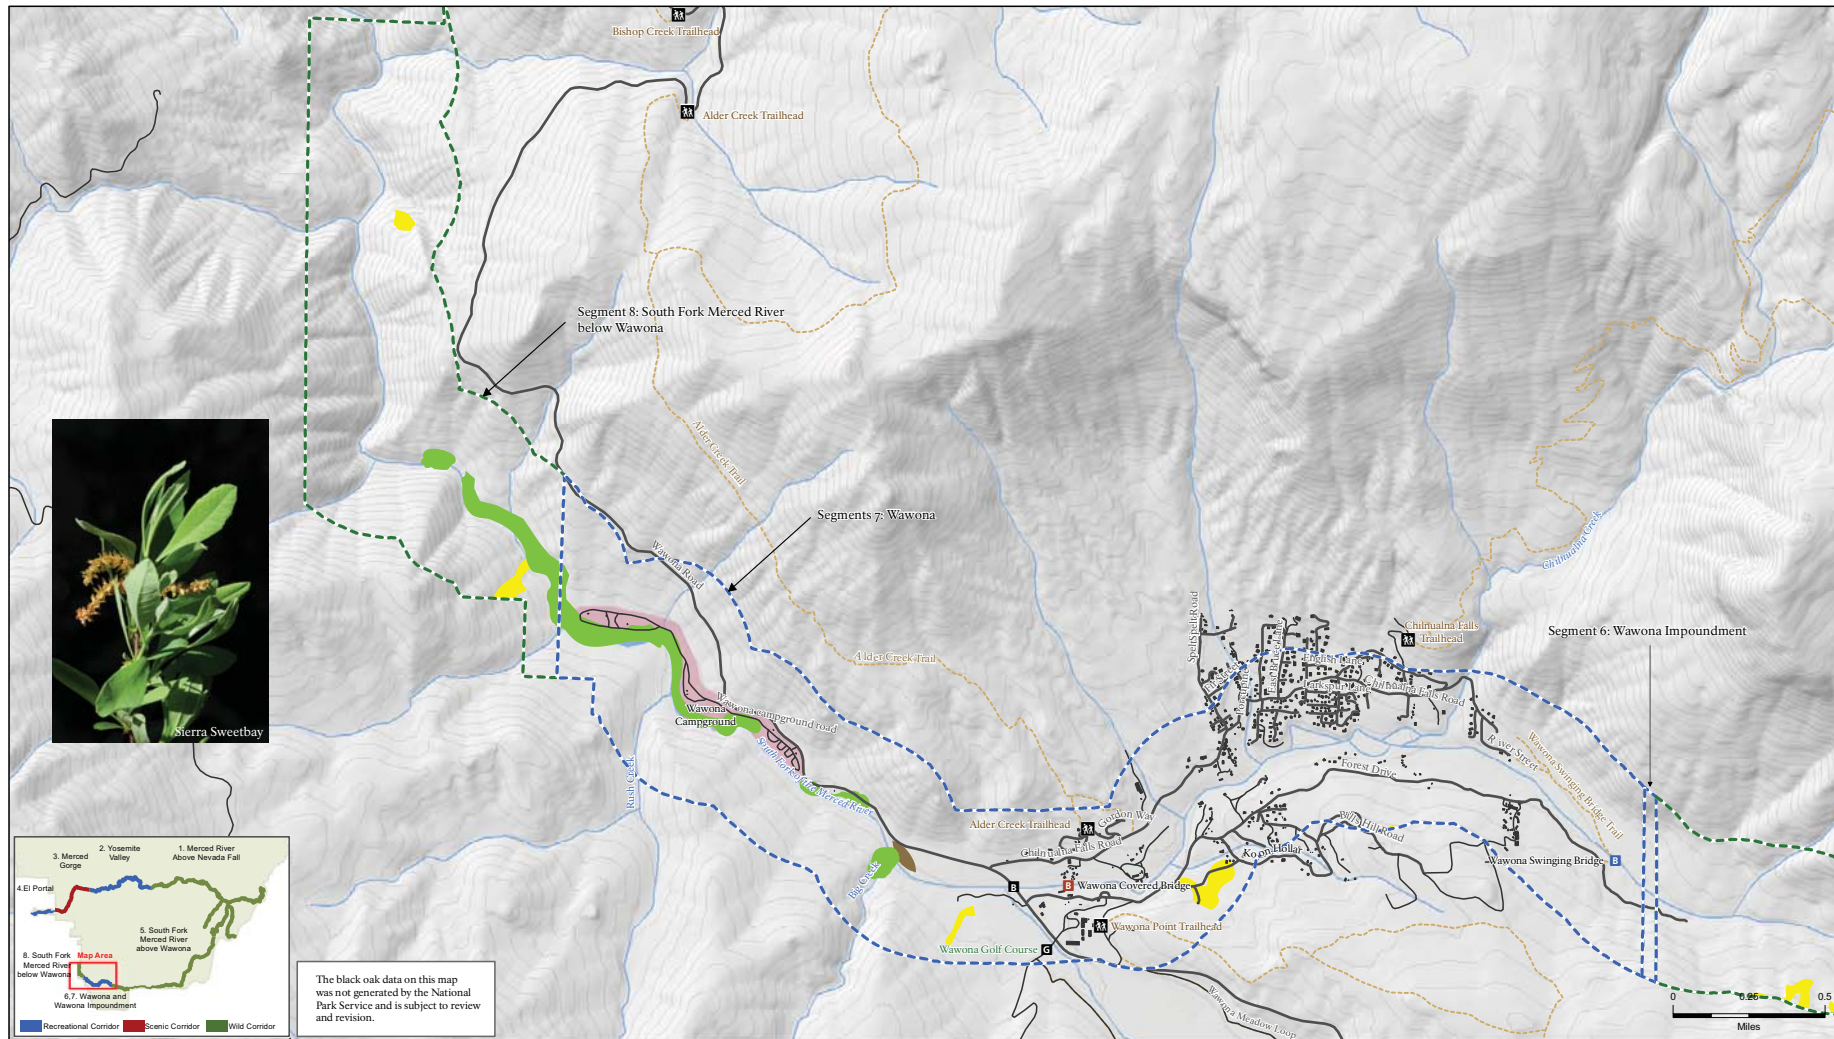 Bishop Creek Trailhead
Alder Creek Trailhead
Segment 8: South Fork Merced River
below Wawona
Alder Creek Trail
Segments 7: Wawona
Wawona Road
Chilnualna Creek
Alder Creek Trail
Spelt Road
Chilnualna Falls
Trailhead
Segment 6: Wawona Impoundment
English Lane
Larkspur Lane
Chilnualna Falls Road
Wawona campground road
Wawona
Campground
South Fork of the Merced River
Rush Creek
River Street
Wawona Swinging Bridge Trail
Forest Drive
Alder Creek Trailhead
Gordon Way
Chilnualna Falls Road
Koon Hollar
Wawona Swinging Bridge
B
B
B
Wawona Covered Bridge
Big Creek
Wawona Point Trailhead
Wawona Golf Course
G
Wawona Meadow Loop
Sierra Sweetbay
3. Merced
Gorge
2. Yosemite
Valley
1. Merced River
Above Nevada Fall
4.El Portal
5. South Fork
Merced River
above Wawona
8. South Fork
Merced River
below Wawona
Map Area
6,7. Wawona and
Wawona Impoundment
Recreational Corridor
Scenic Corridor
Wild Corridor
The black oak data on this map
was not generated by the National
Park Service and is subject to review
and revision.
0
0.25
0.5
Miles